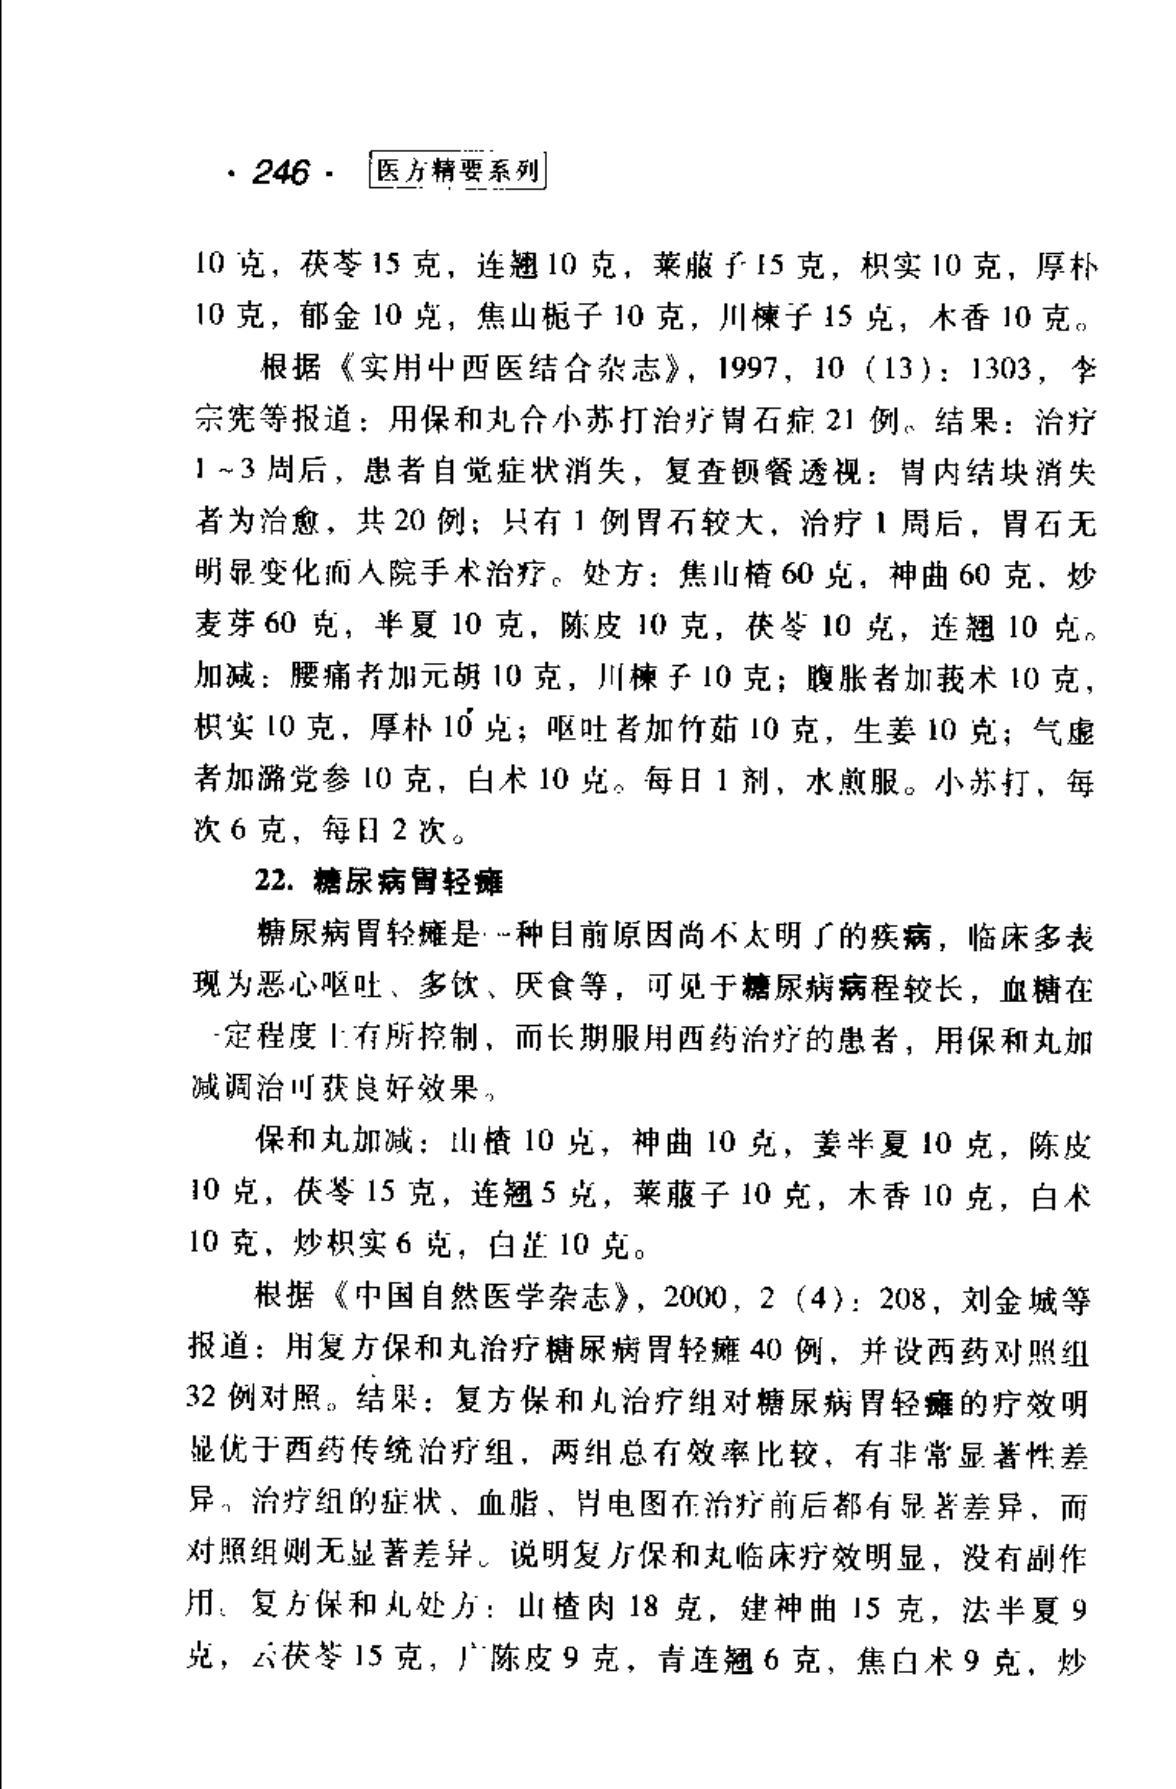 · 246 · 医方精要系列
10 克，茯苓 15 克，连翘 10 克，莱菔子 15 克，枳实 10 克，厚朴
10 克，郁金 10 克，焦山栀子 10 克，川楝子 15 克，木香 10 克。
根据《实用中西医结合杂志》，1997，10（13）：1303，李
宗宪等报道：用保和丸合小苏打治疗胃石症 21 例。结果：治疗
1~3 周后，患者自觉症状消失，复查钡餐透视：胃内结块消失
者为治愈，共 20 例；只有 1 例胃石较大，治疗 1 周后，胃石无
明显变化而入院手术治疗。处方：焦山楂 60 克，神曲 60 克，炒
麦芽 60 克，半夏 10 克，陈皮 10 克，茯苓 10 克，连翘 10 克。
加减：腰痛者加元胡 10 克，川楝子 10 克；腹胀者加莪术 10 克，
枳实 10 克，厚朴 10 克；呕吐者加竹茹 10 克，生姜 10 克；气虚
者加潞党参 10 克，白术 10 克。每日 1 剂，水煎服。小苏打，每
次 6 克，每日 2 次。
22. 糖尿病胃轻瘫
糖尿病胃轻瘫是一种目前原因尚不太明了的疾病，临床多表
现为恶心呕吐、多饮、厌食等，可见于糖尿病病程较长，血糖在
一定程度上有所控制，而长期服用西药治疗的患者，用保和丸加
减调治可获良好效果。
保和丸加减：山楂 10 克，神曲 10 克，姜半夏 10 克，陈皮
10 克，茯苓 15 克，连翘 5 克，莱菔子 10 克，木香 10 克，白术
10 克，炒枳实 6 克，白芷 10 克。
根据《中国自然医学杂志》，2000，2（4）：208，刘金城等
报道：用复方保和丸治疗糖尿病胃轻瘫 40 例，并设西药对照组
32 例对照。结果：复方保和丸治疗组对糖尿病胃轻瘫的疗效明
显优于西药传统治疗组，两组总有效率比较，有非常显著性差
异。治疗组的症状、血脂、胃电图在治疗前后都有显著差异，而
对照组则无显著差异。说明复方保和丸临床疗效明显，没有副作
用。复方保和丸处方：山楂肉 18 克，建神曲 15 克，法半夏 9
克，云茯苓 15 克，广陈皮 9 克，青连翘 6 克，焦白术 9 克，炒